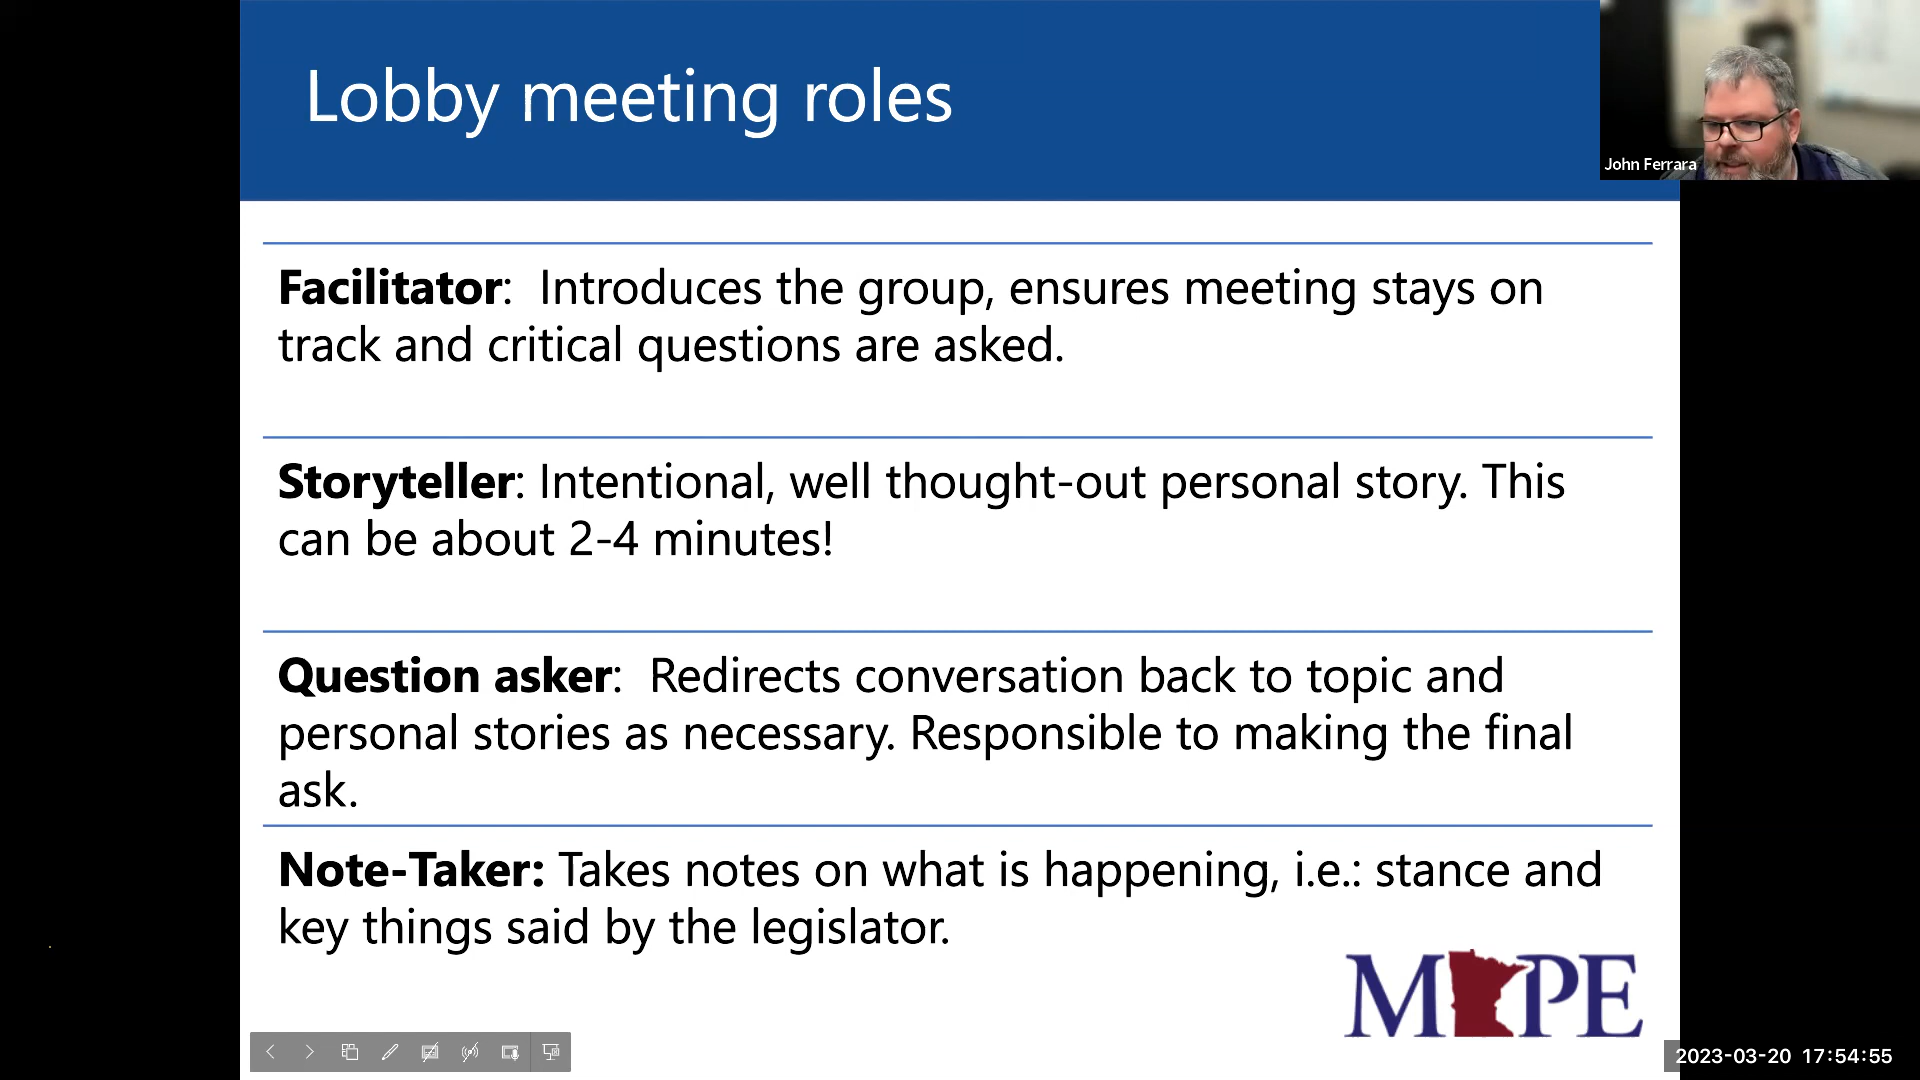 Lobby meeting roles
John Ferrara
Facilitator:  Introduces the group, ensures meeting stays on
track and critical questions are asked.
Storyteller: Intentional, well thought-out personal story. This
can be about 2-4 minutes!
Question asker:  Redirects conversation back to topic and
personal stories as necessary. Responsible to making the final
ask.
Note-Taker: Takes notes on what is happening, i.e.: stance and
key things said by the legislator.
M PE
2023-03-20 17:54:55